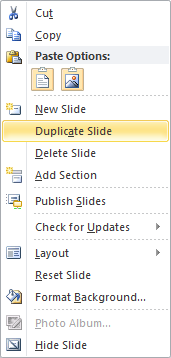 Cut
Copy
Paste Options:
New Slide
Duplicate Slide
Delete Slide
Add Section
Publish Slides
Check for Updates
Layout
Reset Slide
Format Background...
Photo Album...
Hide Slide